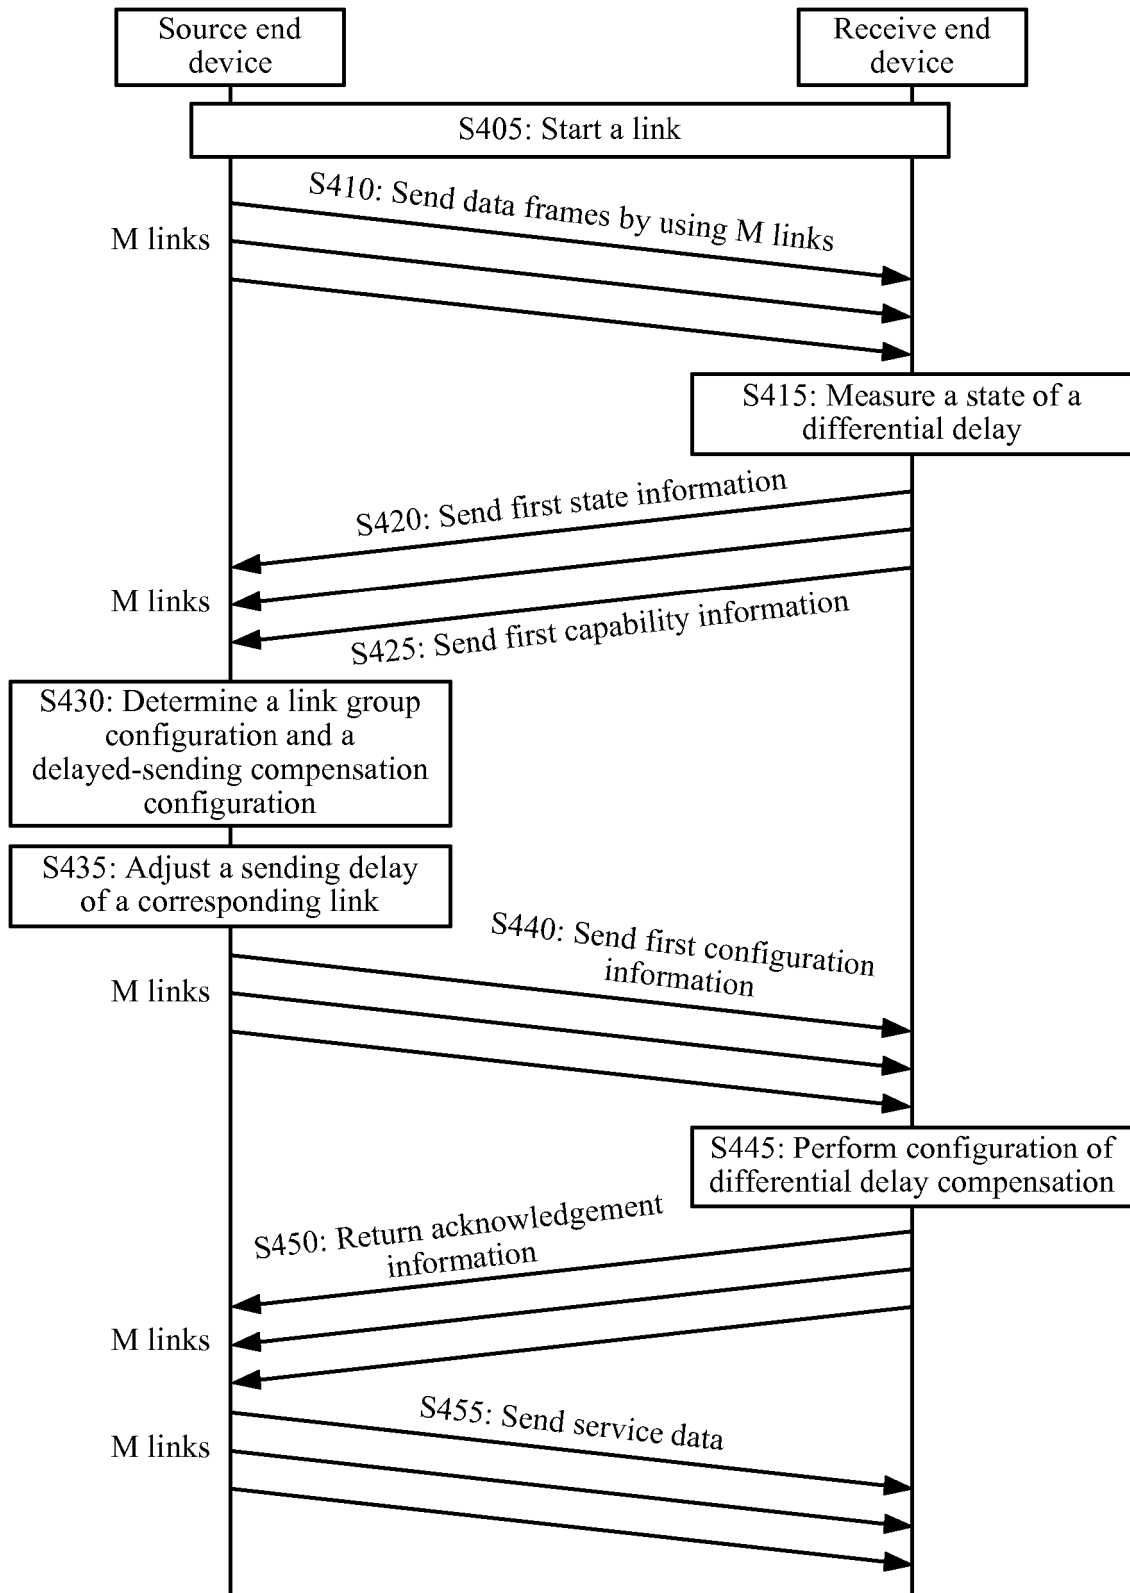 Source end
device
Receive end
device
S405: Start a link
S410: Send data frames by using M links
M links
S415: Measure a state of a
differential delay
S420: Send first state information
M links
S425: Send first capability information
S430: Determine a link group
configuration and a
delayed-sending compensation
configuration
S435: Adjust a sending delay
of a corresponding link
S440: Send first configuration
information
M links
S445: Perform configuration of
differential delay compensation
S450: Return acknowledgement
information
M links
S455: Send service data
M links